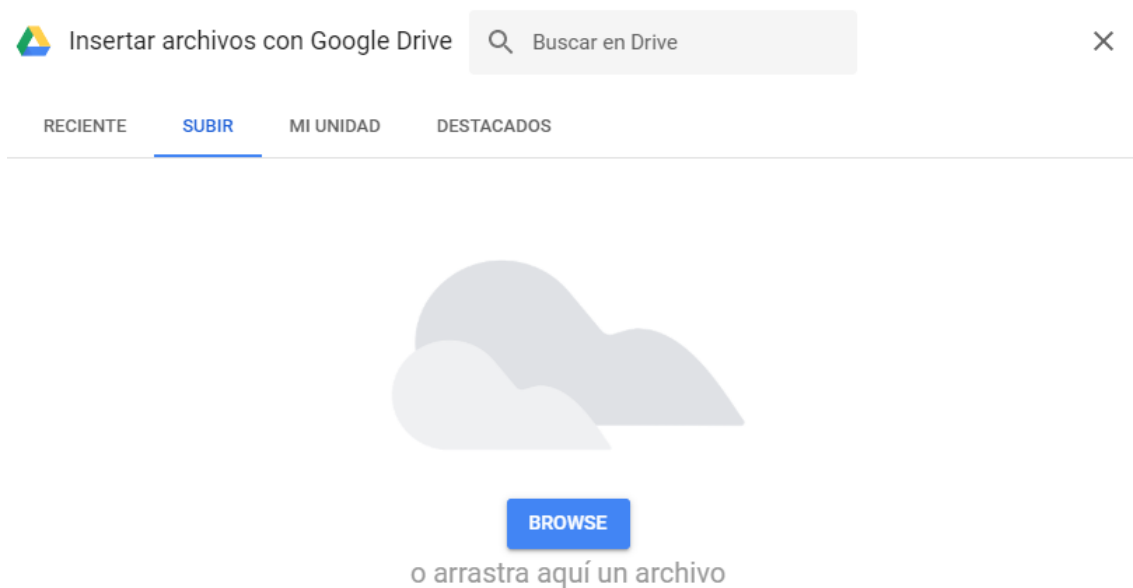 Insertar archivos con Google Drive Buscar en Drive
RECIENTE SUBIR MI UNIDAD DESTACADOS
BROWSE
o arrastra aquí un archivo